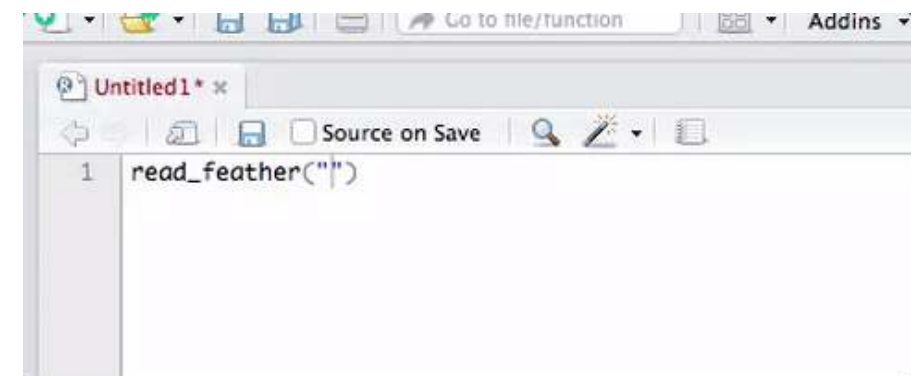 Go to file/function
Addins
Untitled1*
Source on Save
1 read_feather("")